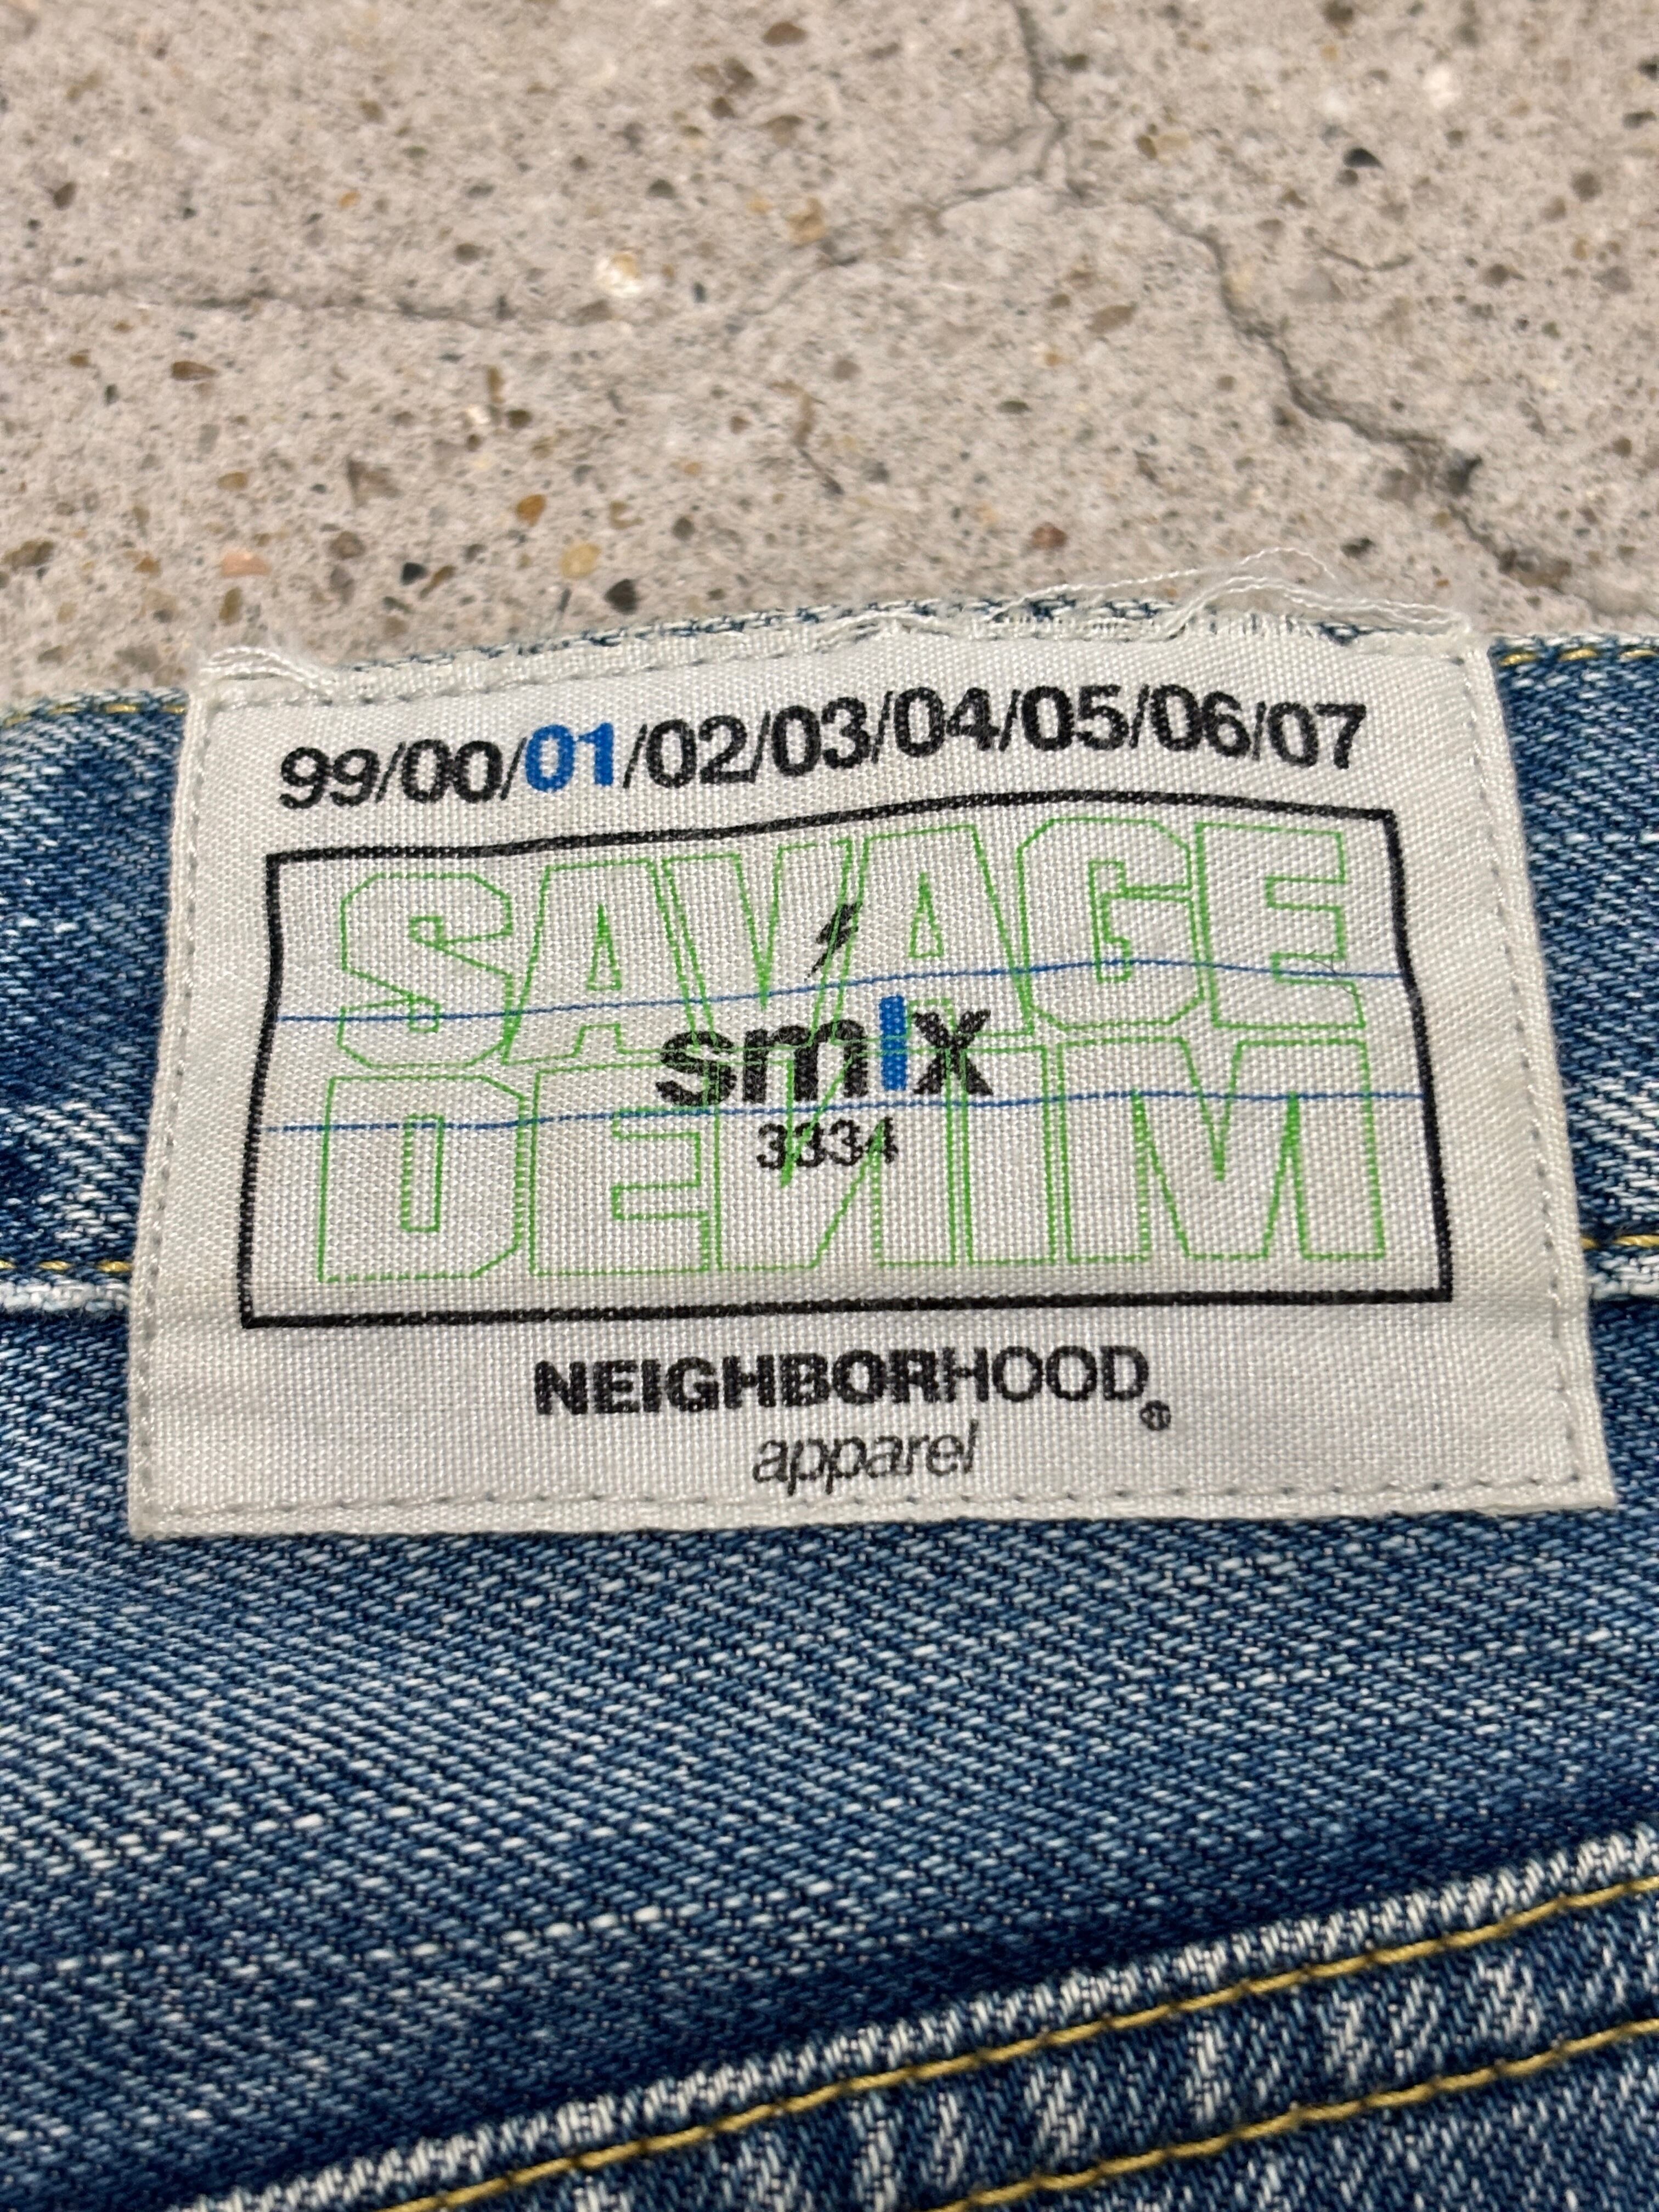 99/00/01/02/03/04/05/06/07
SAVAGE
smlx
3334
DENIM
NEIGHBORHOOD®
apparel